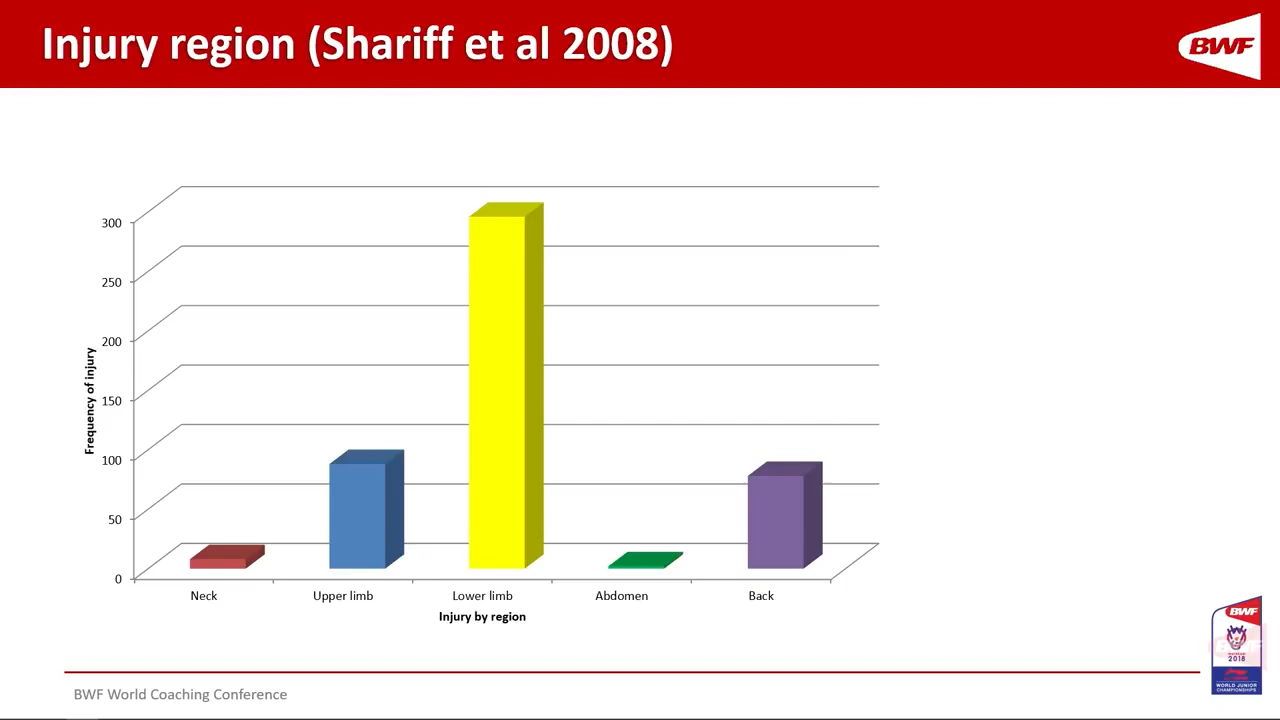 Injury region (Shariff et al 2008)
BWF
300
250
200
150
100
50
0
Frequency of injury
Neck
Upper limb
Lower limb
Abdomen
Back
Injury by region
BWF
2018
WORLD JUNIOR
CHAMPIONSHIPS
BWF World Coaching Conference